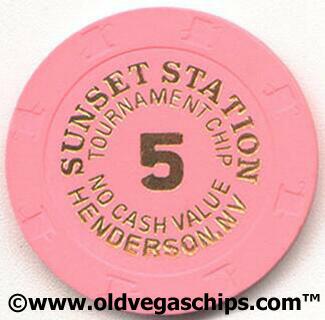 SUNSET STATION
TOURNAMENT CHIP
5
NO CASH VALUE
HENDERSON, NV
©www.oldvegaschips.com™